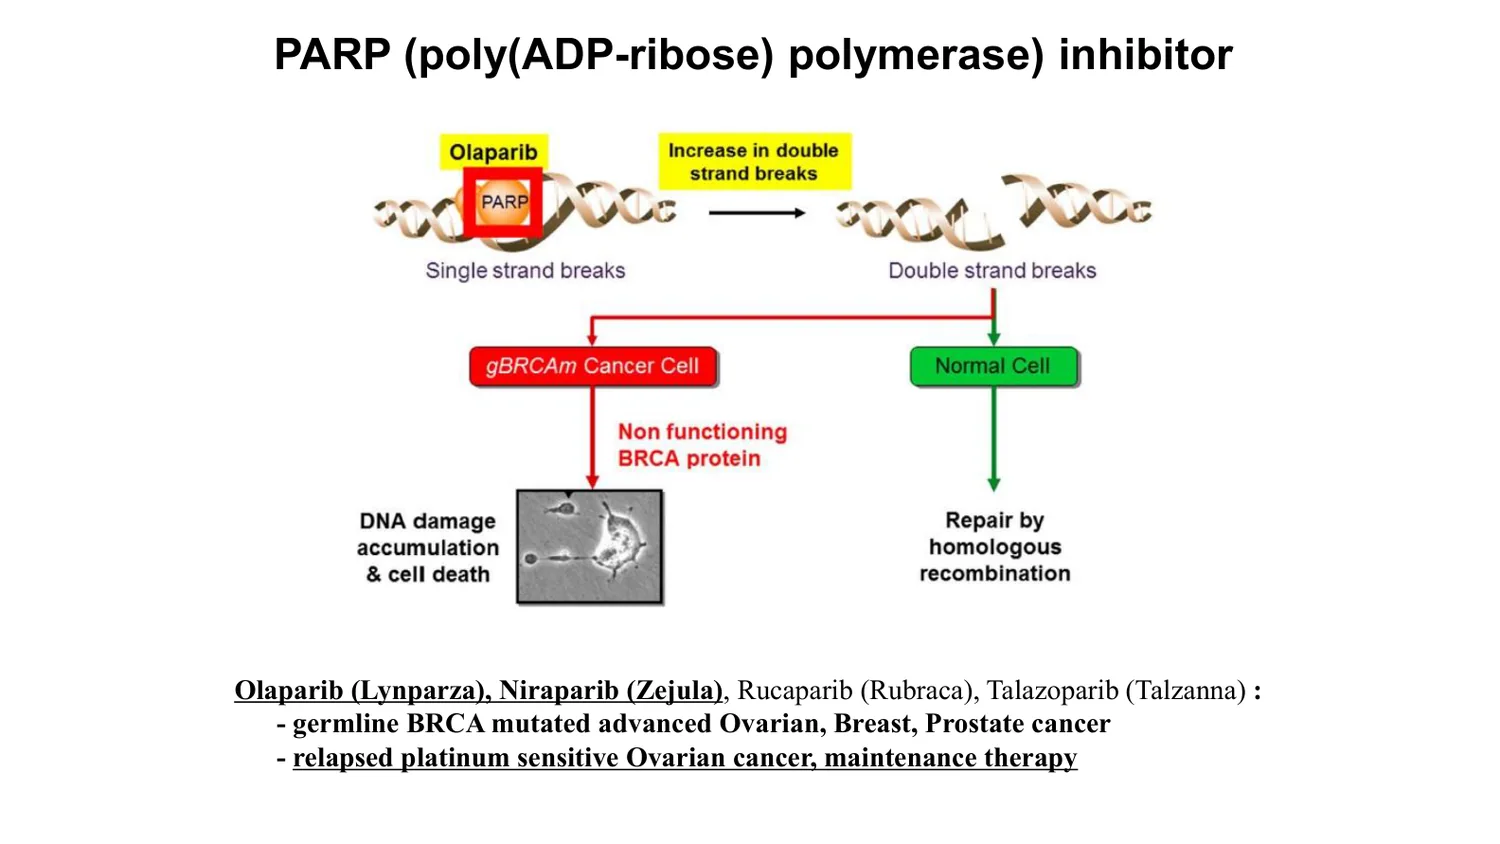 PARP (poly(ADP-ribose) polymerase) inhibitor
Olaparib
PARP
Increase in double
strand breaks
Single strand breaks
Double strand breaks
gBRCAm Cancer Cell
Normal Cell
Non functioning
BRCA protein
DNA damage
accumulation
& cell death
Repair by
homologous
recombination
Olaparib (Lynparza), Niraparib (Zejula), Rucaparib (Rubraca), Talazoparib (Talzanna) :
- germline BRCA mutated advanced Ovarian, Breast, Prostate cancer
- relapsed platinum sensitive Ovarian cancer, maintenance therapy